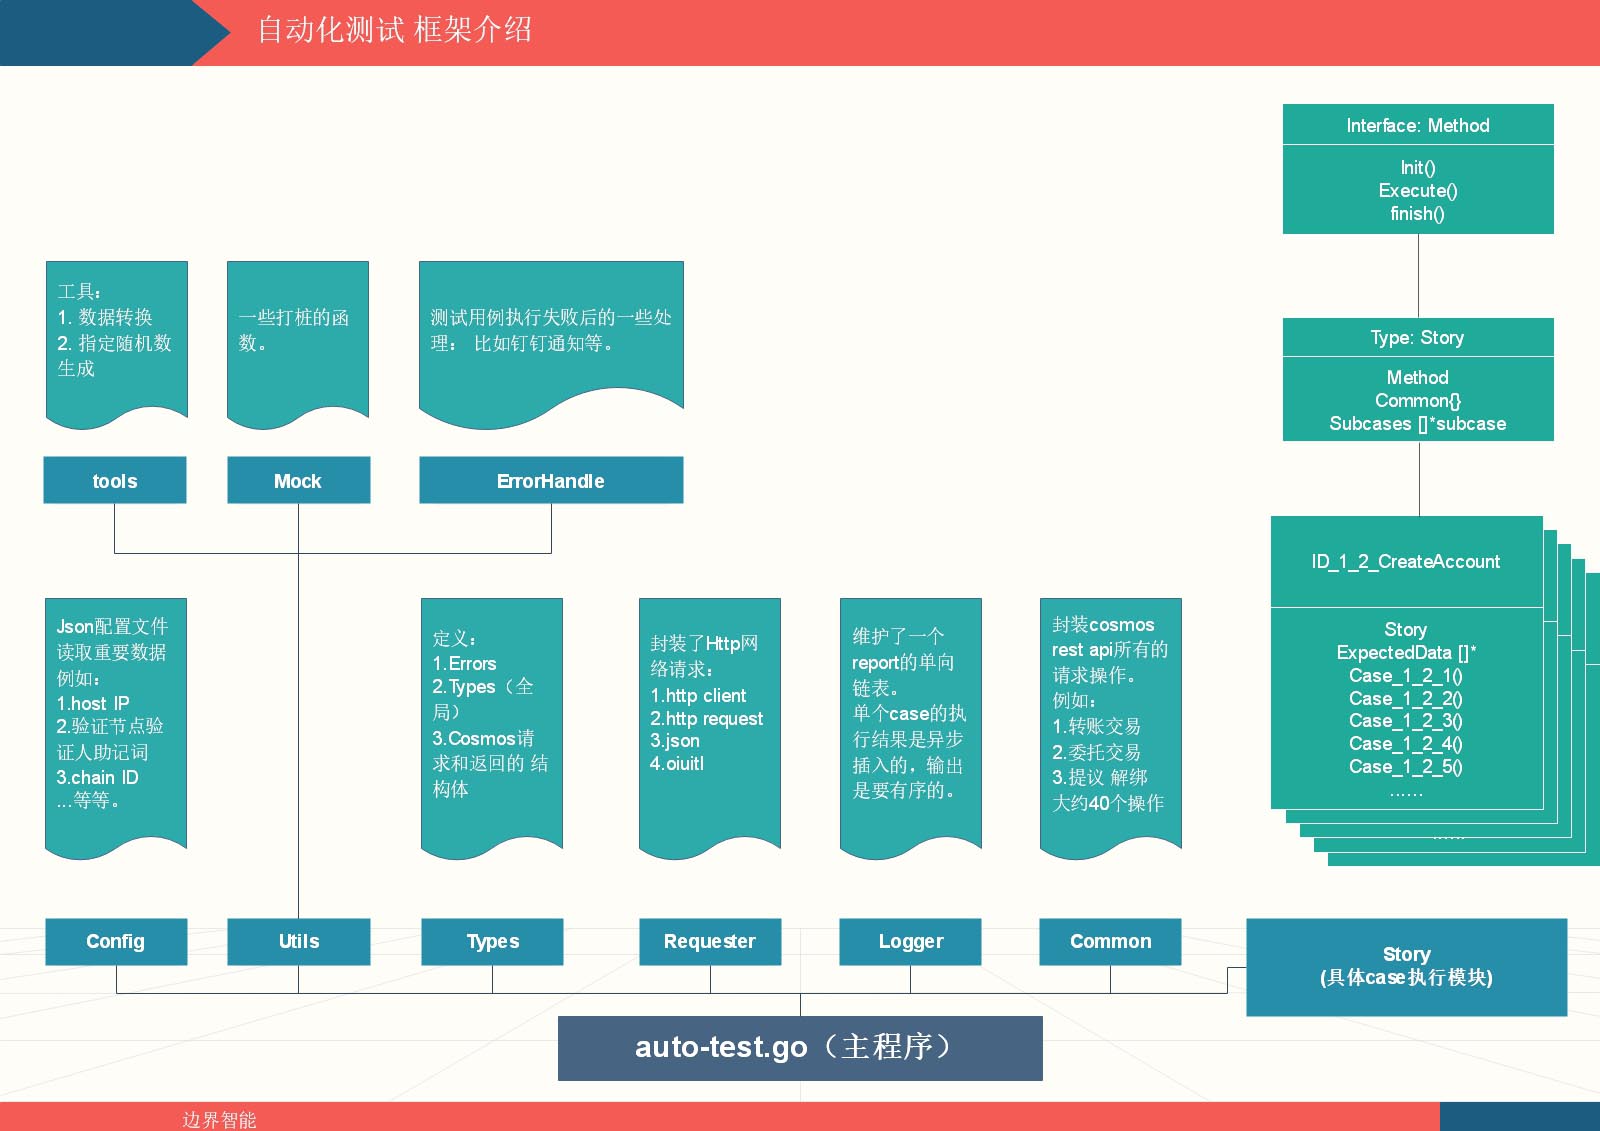 自动化测试 框架介绍
Interface: Method
Init()
Execute()
finish()
Type: Story
Method
Common{}
Subcases []*subcase
ID_1_2_CreateAccount
Story
ExpectedData []*
Case_1_2_1()
Case_1_2_2()
Case_1_2_3()
Case_1_2_4()
Case_1_2_5()
......
......
工具：
1. 数据转换
2. 指定随机数
生成
一些打桩的函
数。
测试用例执行失败后的一些处
理： 比如钉钉通知等。
tools
Mock
ErrorHandle
Json配置文件
读取重要数据
例如：
1.host IP
2.验证节点验
证人助记词
3.chain ID
...等等。
定义：
1.Errors
2.Types（全
局）
3.Cosmos请
求和返回的 结
构体
封装了Http网
络请求：
1.http client
2.http request
3.json
4.oiuitl
维护了一个
report的单向
链表。
单个case的执
行结果是异步
插入的，输出
是要有序的。
封装cosmos
rest api所有的
请求操作。
例如：
1.转账交易
2.委托交易
3.提议 解绑
大约40个操作
Config
Utils
Types
Requester
Logger
Common
Story
(具体case执行模块)
auto-test.go（主程序）
边界智能